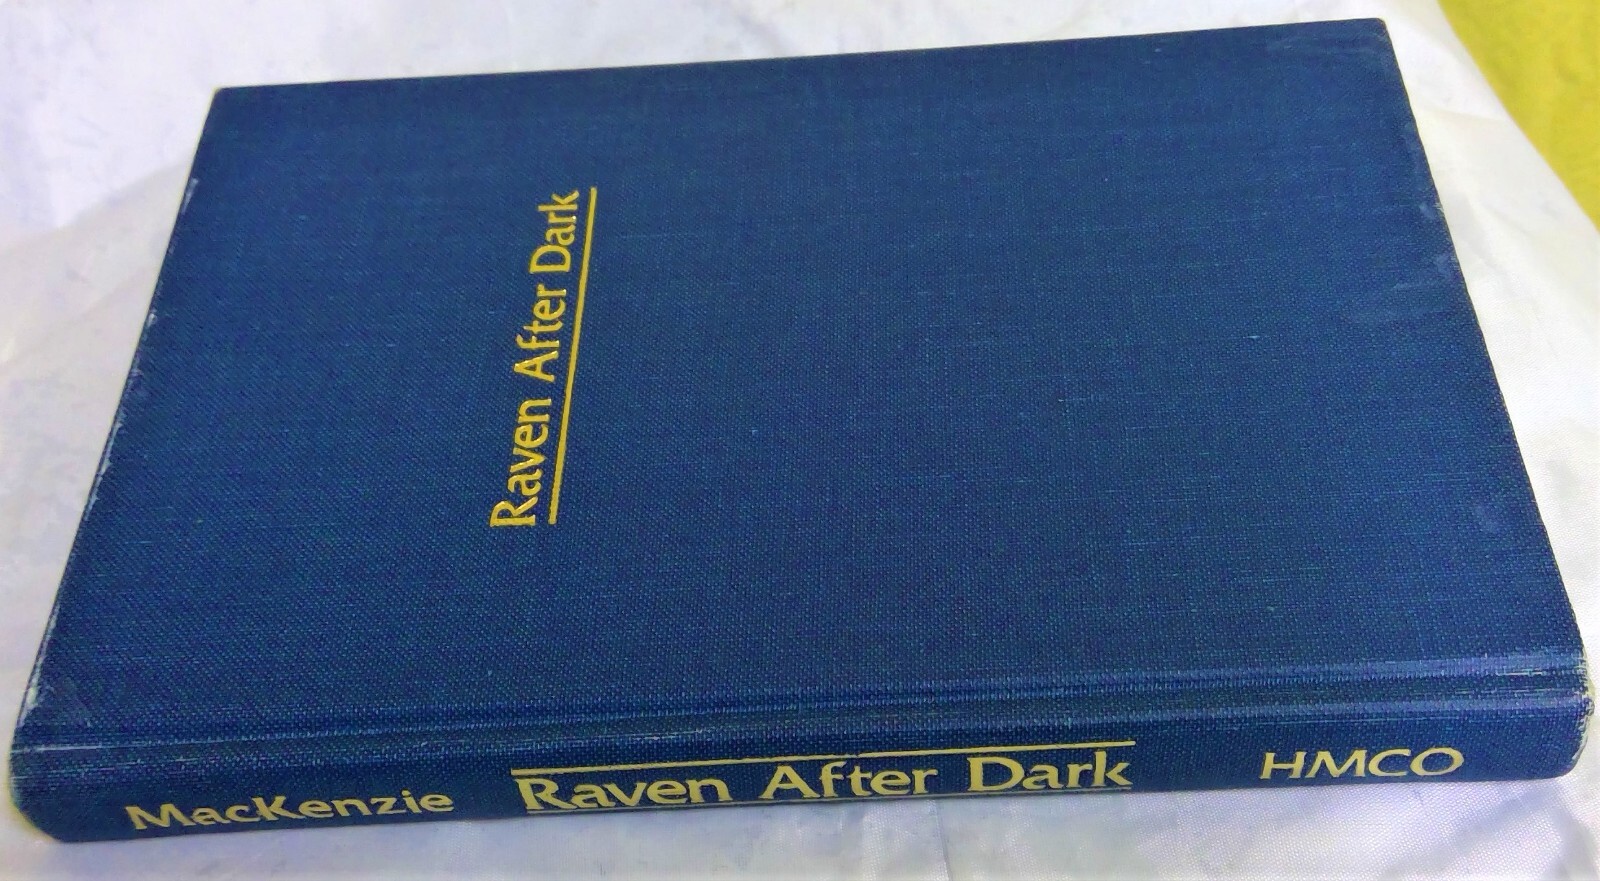 Raven After Dark
MacKenzie Raven After Dark HMCO